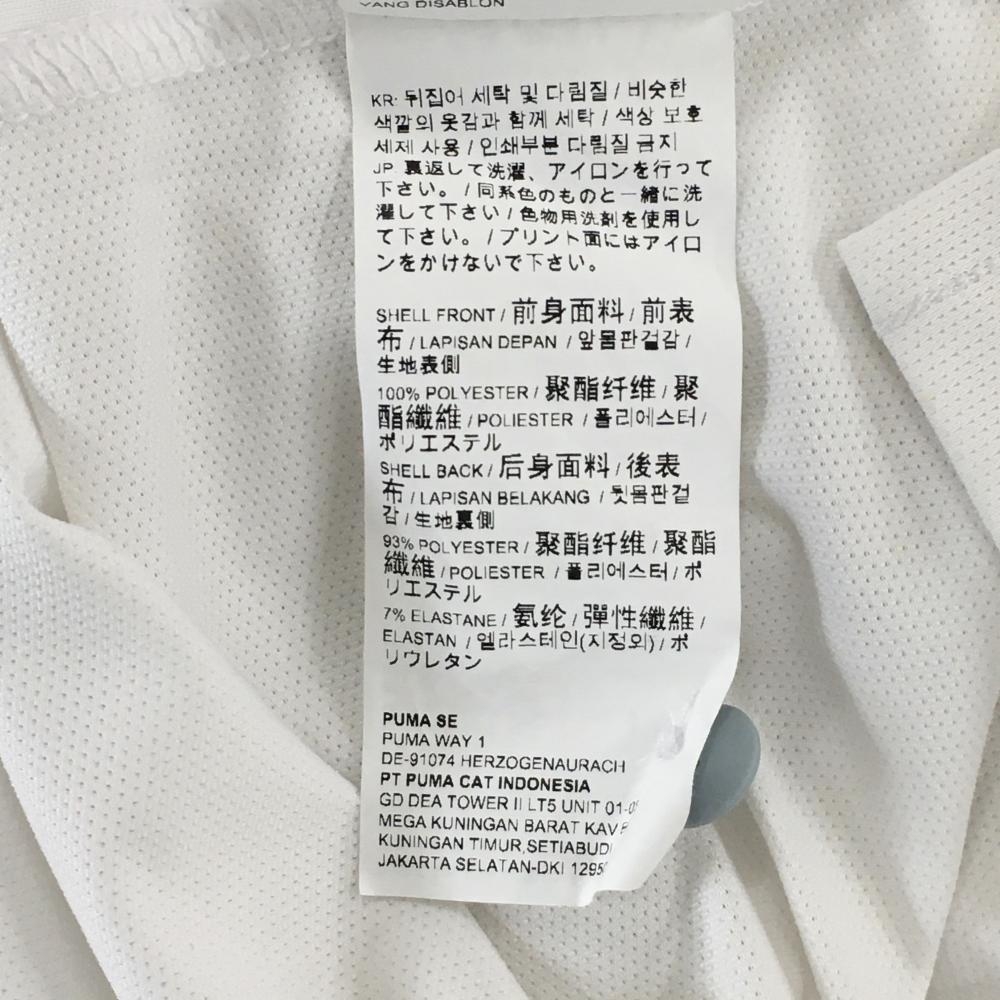 YANG DISABLON
KR: 뒤집어 세탁 및 다림질 / 비슷한
색깔의 옷감과 함께 세탁 / 색상 보호
세제 사용 / 인쇄부분 다림질 금지
JP. 裏返して洗濯、アイロンを行って
下さい。 / 同系色のものと一緒に洗
濯して下さい / 色物用洗剤を使用し
て下さい。 / プリント面にはアイロ
ンをかけないで下さい。
SHELL FRONT / 前身面料 / 前表
布 / LAPISAN DEPAN / 앞몸판겉감 /
生地表側
100% POLYESTER / 聚酯纤维 / 聚
酯纖維 / POLIESTER / 폴리에스터 /
ポリエステル
SHELL BACK / 后身面料 / 後表
布 / LAPISAN BELAKANG / 뒷몸판겉
감 / 生地裏側
93% POLYESTER / 聚酯纤维 / 聚酯
纖維 / POLIESTER / 폴리에스터 / ポ
リエステル
7% ELASTANE / 氨纶 / 彈性纖維 /
ELASTAN / 엘라스테인(지정외) / ポ
リウレタン
PUMA SE
PUMA WAY 1
DE-91074 HERZOGENAURACH
PT PUMA CAT INDONESIA
GD DEA TOWER II LT5 UNIT
MEGA KUNINGAN BARAT KAV
KUNINGAN TIMUR,SETIABUDI
JAKARTA SELATAN-DKI